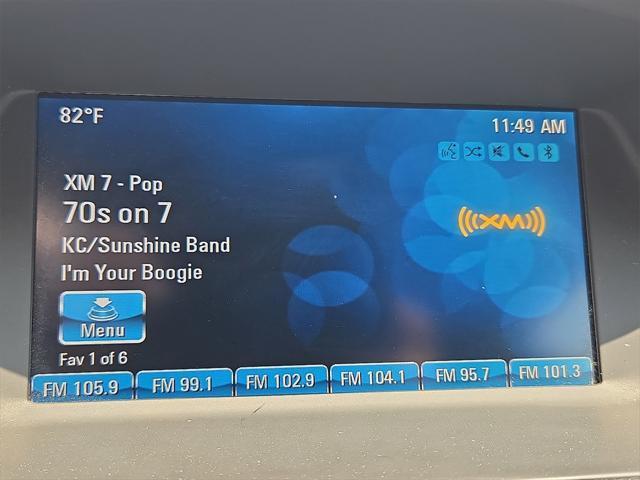 82°F
11:49 AM
XM 7 - Pop
70s on 7
((XM))
KC/Sunshine Band
I'm Your Boogie
Menu
Fav 1 of 6
FM 105.9 FM 99.1 FM 102.9 FM 104.1 FM 95.7 FM 101.3